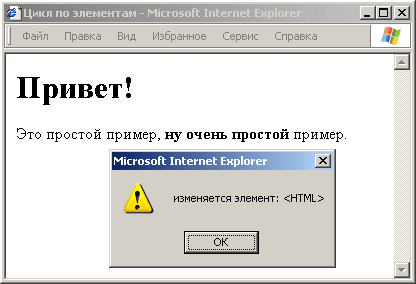 Цикл по элементам - Microsoft Internet Explorer
Файл Правка Вид Избранное Сервис Справка
Привет!
Это простой пример, ну очень простой пример.
Microsoft Internet Explorer
изменяется элемент: <HTML>
OK